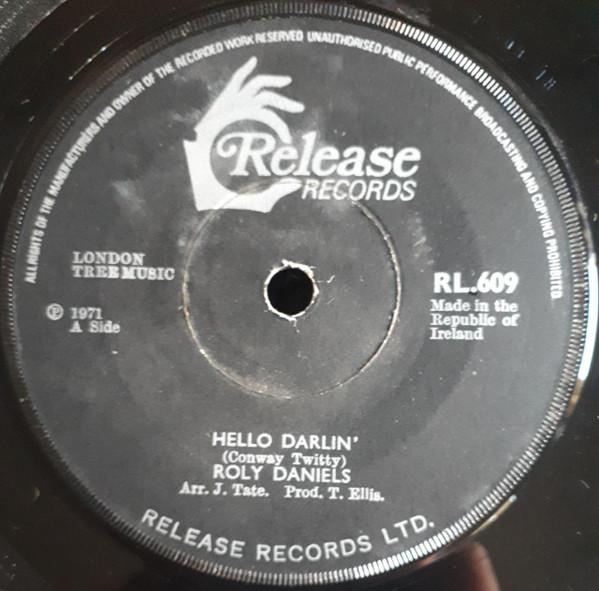 ALL RIGHTS OF THE MANUFACTURERS AND OWNER OF THE RECORDED WORK RESERVED UNAUTHORISED PUBLIC PERFORMANCE BROADCASTING AND COPYING PROHIBITED
Release
RECORDS
LONDON
TREE MUSIC
℗ 1971
A Side
RL.609
Made in the
Republic of
Ireland
HELLO DARLIN'
(Conway Twitty)
ROLY DANIELS
Arr. J. Tate. Prod. T. Ellis.
RELEASE RECORDS LTD.